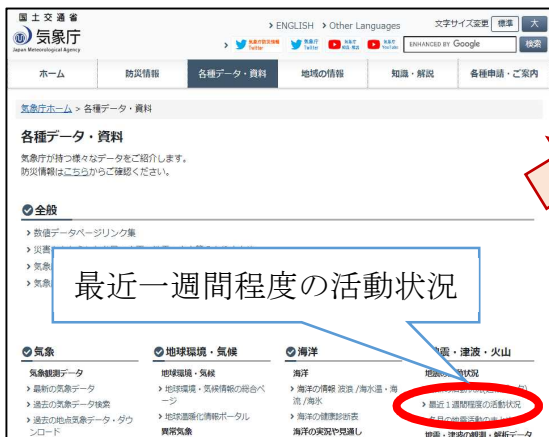 国土交通省
気象庁
Japan Meteorological Agency
ENGLISH
Other Languages
文字サイズ変更
標準
大
気象庁防災情報
Twitter
気象庁
Twitter
気象庁
YouTube
ENHANCED BY Google
検索
ホーム
防災情報
各種データ・資料
地域の情報
知識・解説
各種申請・ご案内
気象庁ホーム > 各種データ・資料
各種データ・資料
気象庁が持つ様々なデータをご紹介します。
防災情報はこちらからご確認ください。
全般
数値データページリンク集
最近一週間程度の活動状況
気象
気象観測データ
最新の気象データ
過去の気象データ検索
過去の地点気象データ・ダウ
ンロード
地球環境・気候
地球環境・気候
地球環境・気候情報の総合ペ
ージ
地球温暖化情報ポータル
異常気象
海洋
海洋
海洋の情報 波浪 /海水温・海
流 /海氷
海洋の健康診断表
海洋の実況や見通し
震・津波・火山
最近1週間程度の活動状況
地震・津波の観測・解析データ